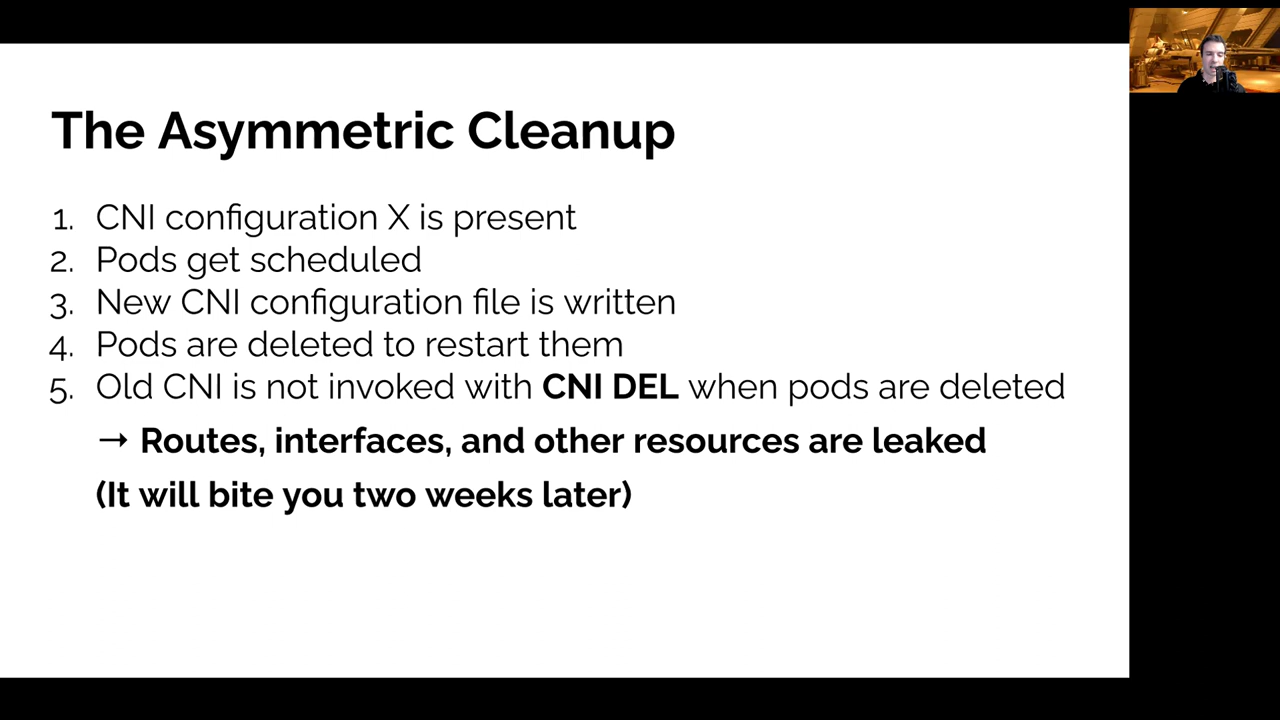 The Asymmetric Cleanup
1. CNI configuration X is present
2. Pods get scheduled
3. New CNI configuration file is written
4. Pods are deleted to restart them
5. Old CNI is not invoked with CNI DEL when pods are deleted
→ Routes, interfaces, and other resources are leaked
(It will bite you two weeks later)